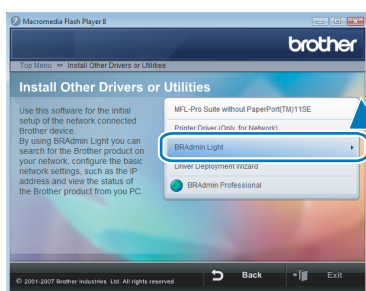 Macromedia Flash Player 8
brother
Top Menu >> Install Other Drivers or Utilities
Install Other Drivers or Utilities
Use this software for the initial
setup of the network connected
Brother device.
By using BRAdmin Light you can
search for the Brother product on
your network, configure the basic
network settings, such as the IP
address and view the status of
the Brother product from you PC.
MFL-Pro Suite without PaperPort(TM)11SE
Printer Driver (Only for Network)
BRAdmin Light
Driver Deployment Wizard
BRAdmin Professional
© 2001-2007 Brother Industries Ltd. All rights reserved
Back
Exit